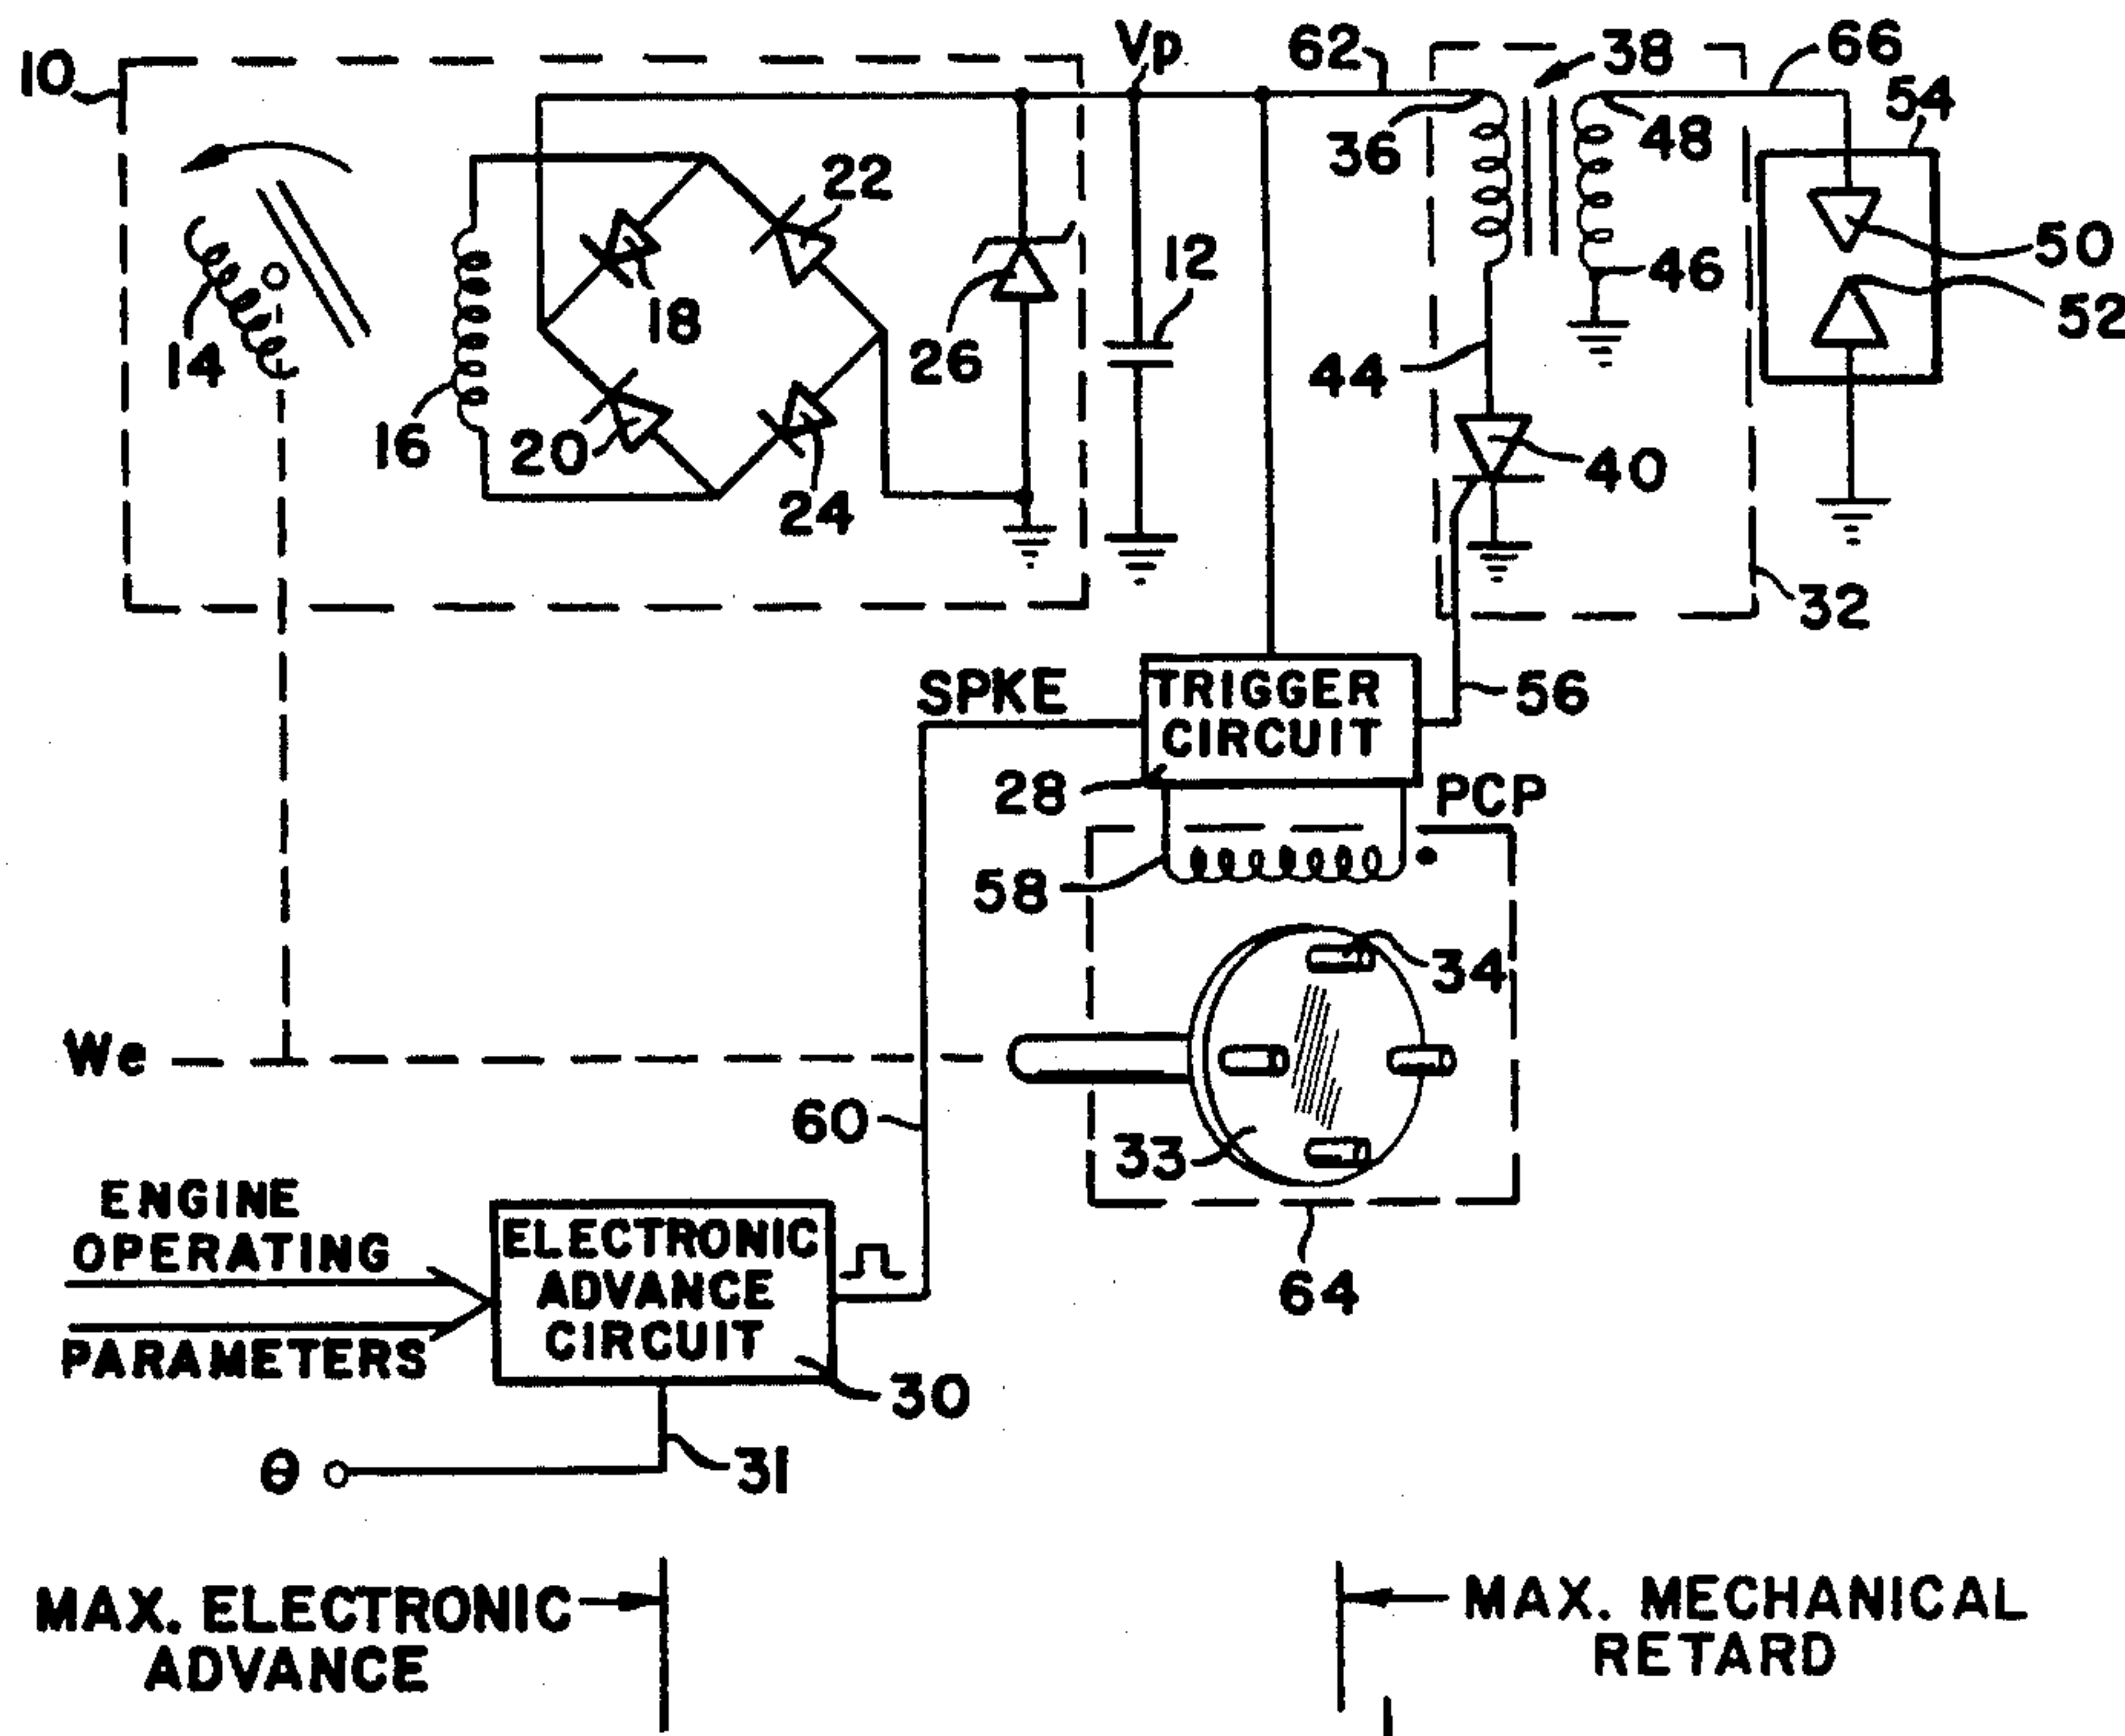 10
Vp
62
38
66
54
36
48
22
50
12
46
52
18
14
26
44
16
20
40
24
32
SPKE
TRIGGER
CIRCUIT
56
28
PCP
58
34
We
60
33
ENGINE
OPERATING
PARAMETERS
ELECTRONIC
ADVANCE
CIRCUIT
64
30
θ
31
MAX. ELECTRONIC
ADVANCE
MAX. MECHANICAL
RETARD